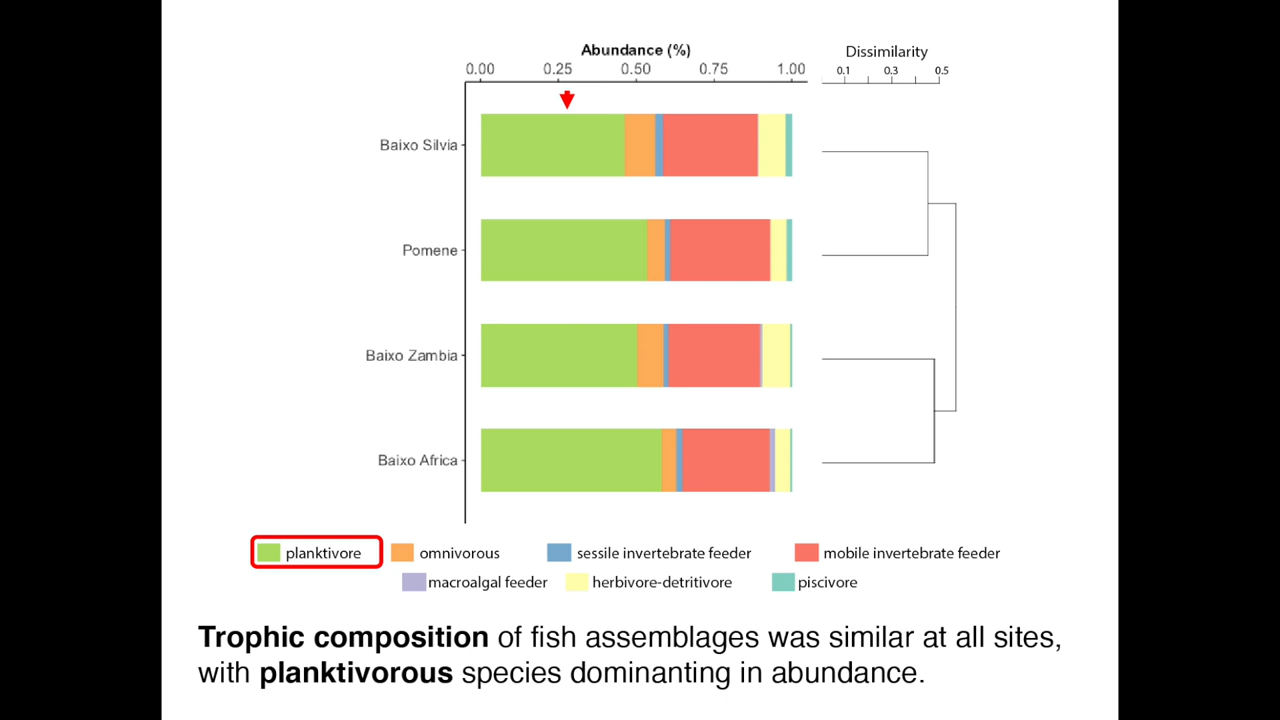 Abundance (%)
0.00 0.25 0.50 0.75 1.00
Dissimilarity
0.1 0.3 0.5
Baixo Silvia
Pomene
Baixo Zambia
Baixo Africa
planktivore omnivorous sessile invertebrate feeder mobile invertebrate feeder
macroalgal feeder herbivore-detritivore piscivore
Trophic composition of fish assemblages was similar at all sites,
with planktivorous species dominanting in abundance.